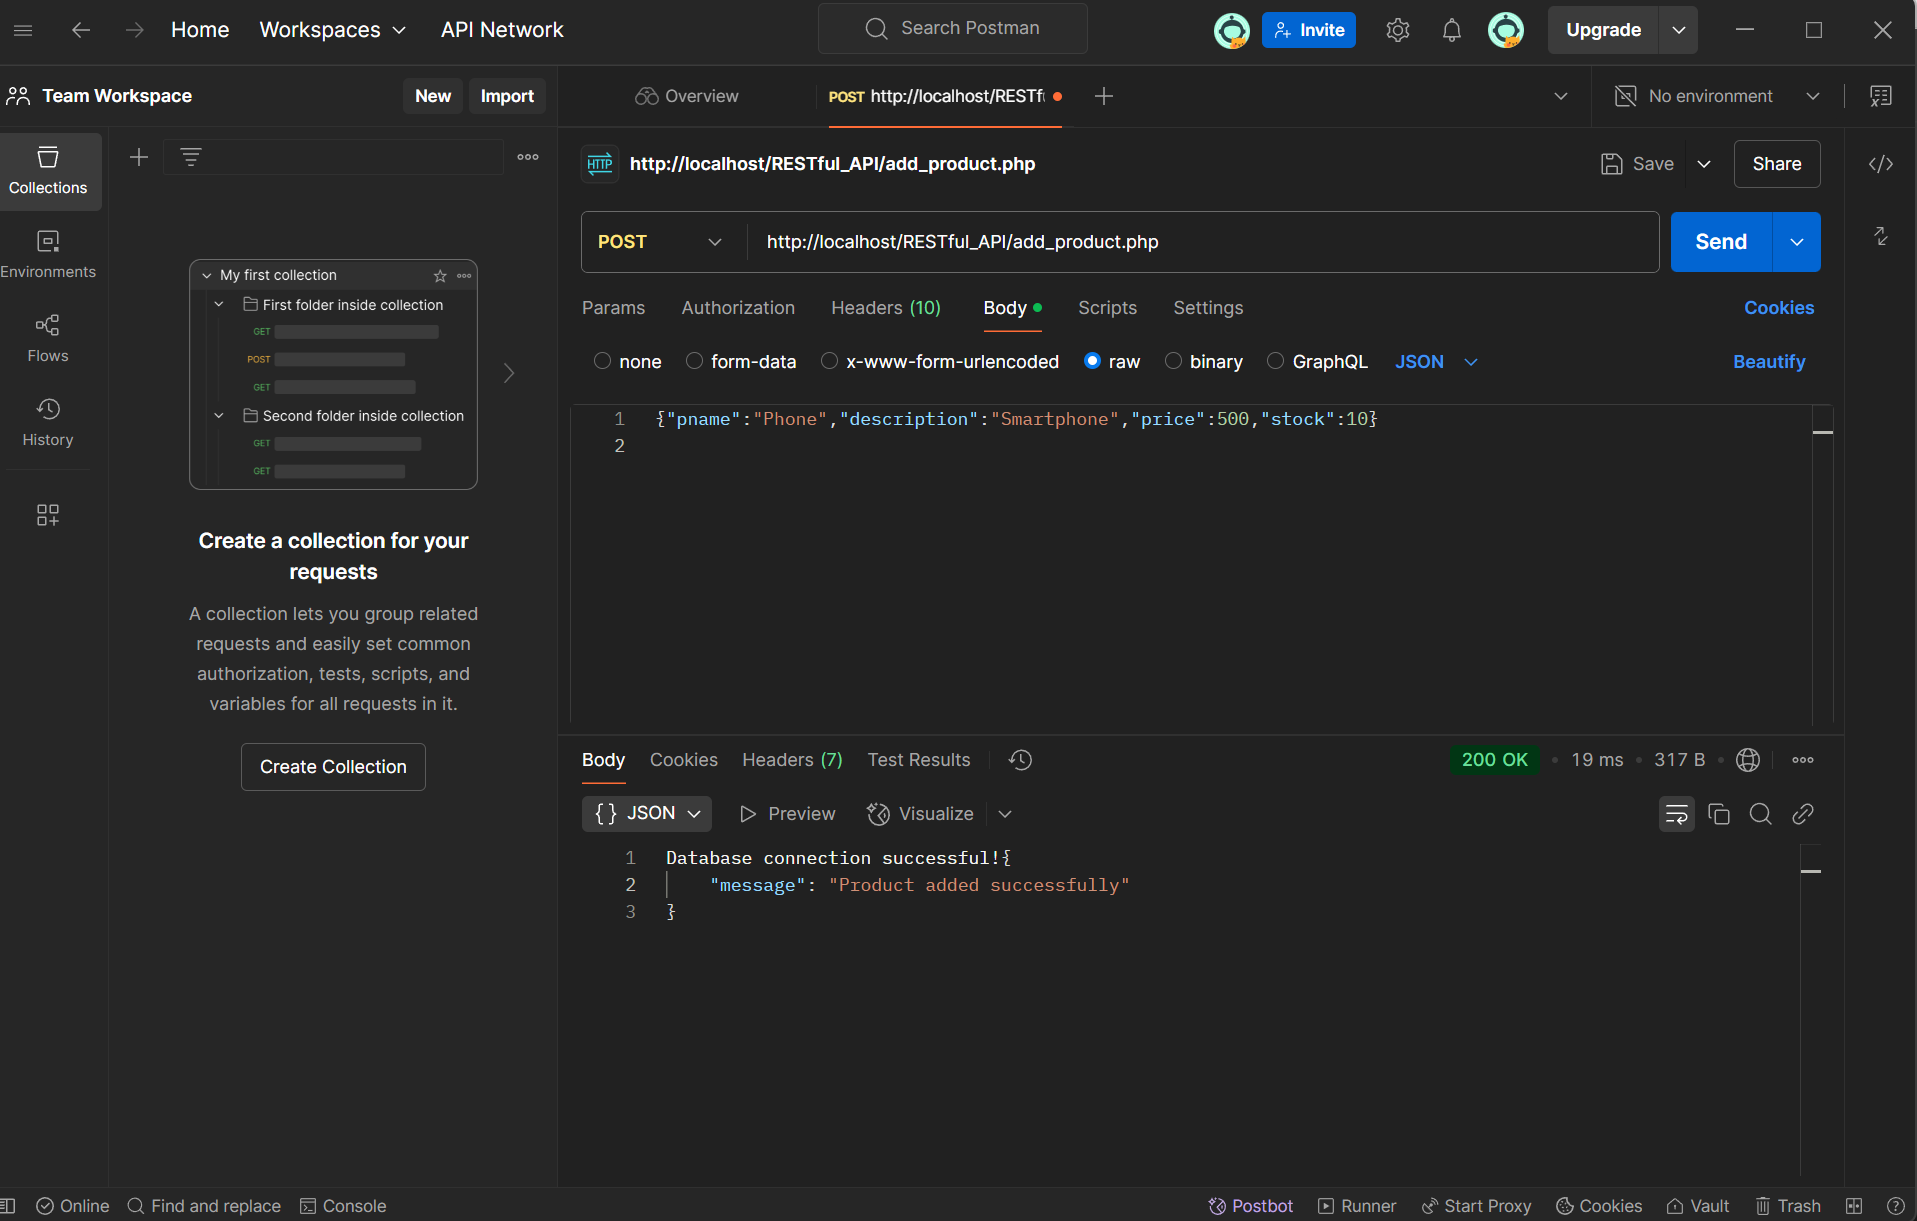 Home Workspaces API Network Search Postman Invite Upgrade
Team Workspace New Import Overview POST http://localhost/RESTf No environment
Collections
Environments
Flows
History
My first collection
First folder inside collection
GET
POST
GET
Second folder inside collection
GET
GET
Create a collection for your
requests
A collection lets you group related
requests and easily set common
authorization, tests, scripts, and
variables for all requests in it.
Create Collection
HTTP http://localhost/RESTful_API/add_product.php Save Share
POST http://localhost/RESTful_API/add_product.php Send
Params Authorization Headers (10) Body Scripts Settings Cookies
none form-data x-www-form-urlencoded raw binary GraphQL JSON Beautify
1 {"pname":"Phone","description":"Smartphone","price":500,"stock":10}
2
Body Cookies Headers (7) Test Results 200 OK 19 ms 317 B
{} JSON Preview Visualize
1 Database connection successful!{
2 "message": "Product added successfully"
3 }
Online Find and replace Console Postbot Runner Start Proxy Cookies Vault Trash